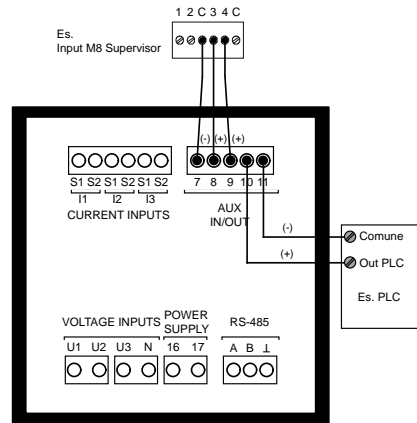 1 2 C 3 4 C
Es.
Input M8 Supervisor
(-) (+) (+)
S1 S2 S1 S2 S1 S2
I1 I2 I3
CURRENT INPUTS
7 8 9 10 11
AUX
IN/OUT
(-)
(+)
Comune
Out PLC
Es. PLC
VOLTAGE INPUTS
POWER
SUPPLY
RS-485
U1 U2 U3 N 16 17 A B ⊥